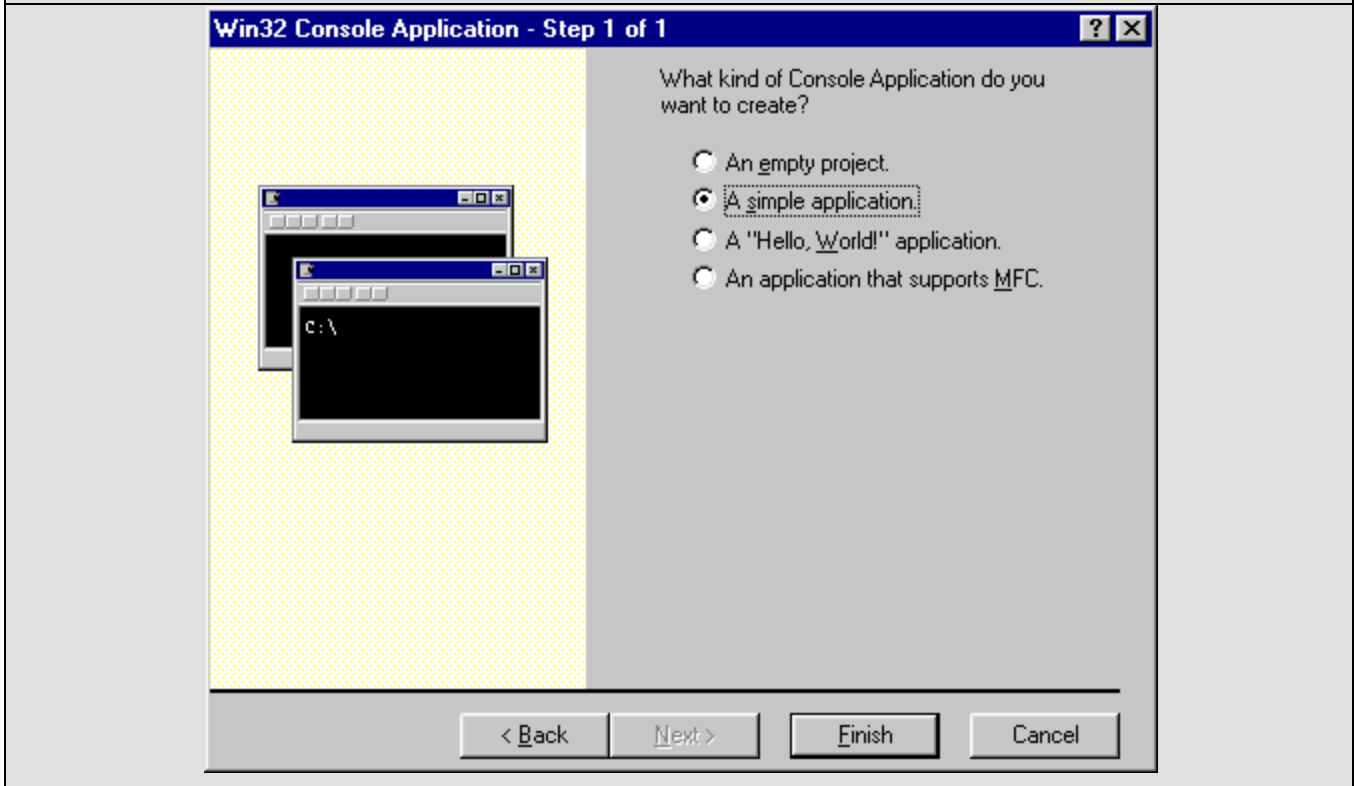 Win32 Console Application - Step 1 of 1
What kind of Console Application do you
want to create?
An empty project.
A simple application.
A "Hello, World!" application.
An application that supports MFC.
C:\
< Back
Next >
Finish
Cancel